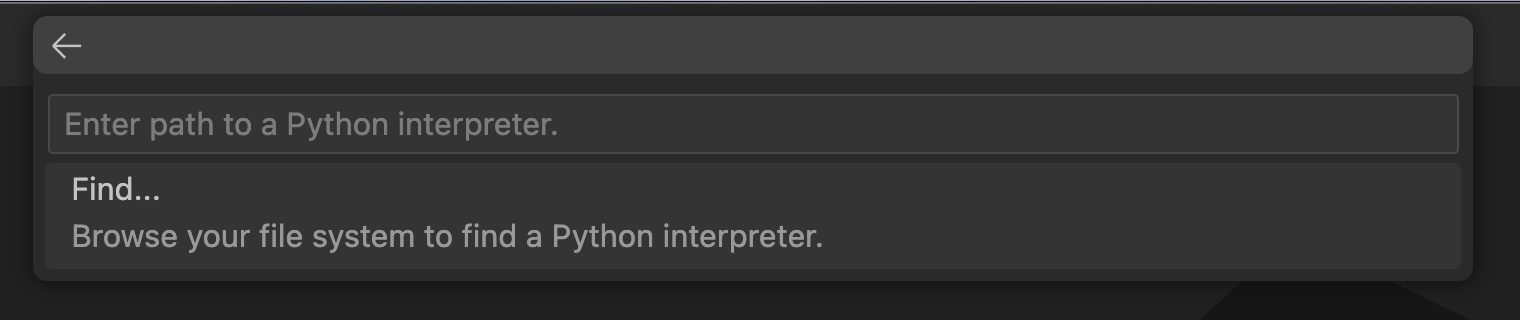 Enter path to a Python interpreter.
Find...
Browse your file system to find a Python interpreter.